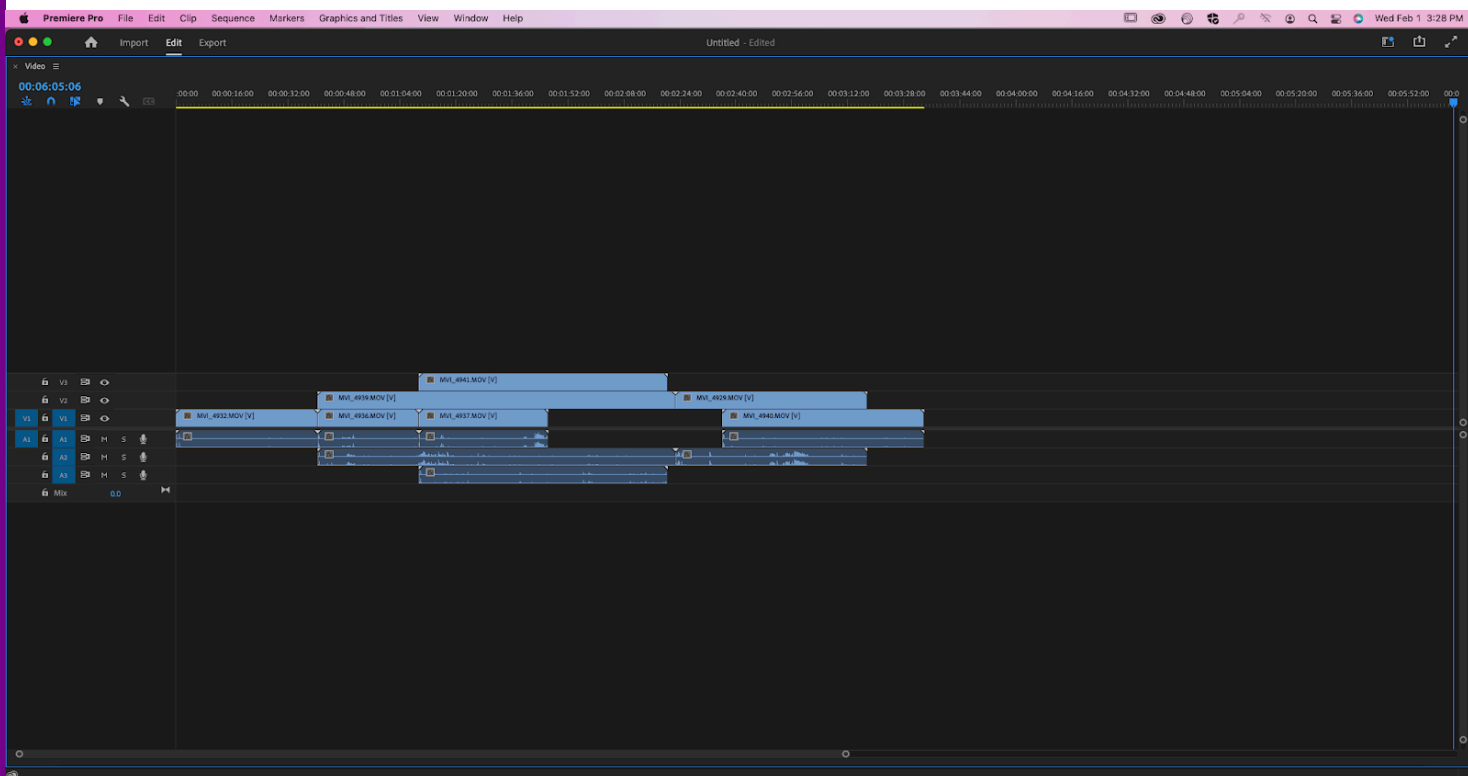 Premiere Pro File Edit Clip Sequence Markers Graphics and Titles View Window Help Wed Feb 1 3:28 PM
Import Edit Export Untitled - Edited
× Video
00:06:05:06
:00:00 00:00:16:00 00:00:32:00 00:00:48:00 00:01:04:00 00:01:20:00 00:01:36:00 00:01:52:00 00:02:08:00 00:02:24:00 00:02:40:00 00:02:56:00 00:03:12:00 00:03:28:00 00:03:44:00 00:04:00:00 00:04:16:00 00:04:32:00 00:04:48:00 00:05:04:00 00:05:20:00 00:05:36:00 00:05:52:00 00:0
V3 MVI_4941.MOV [V]
V2 MVI_4939.MOV [V] MVI_4929.MOV [V]
V1 V1 MVI_4932.MOV [V] MVI_4936.MOV [V] MVI_4937.MOV [V] MVI_4940.MOV [V]
A1 A1 M S
A2 M S
A3 M S
Mix 0.0